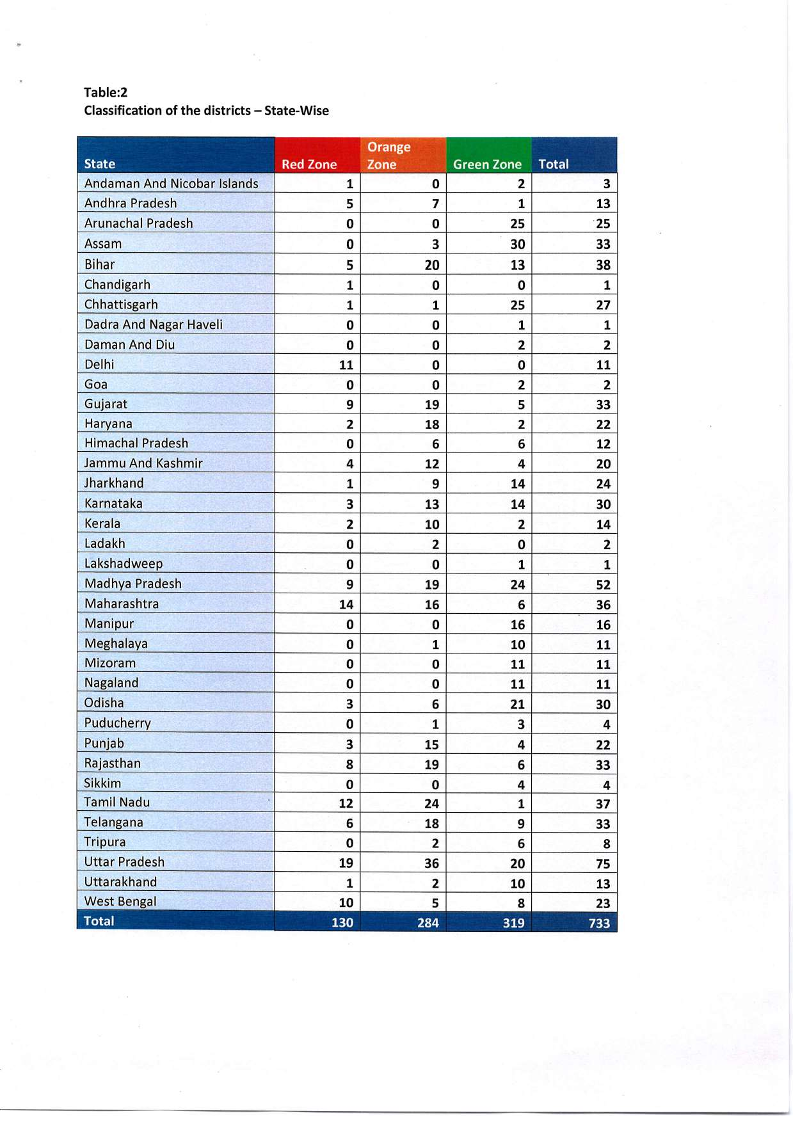 Table:2
Classification of the districts – State-Wise
State Red Zone Orange Zone Green Zone Total
Andaman And Nicobar Islands 1 0 2 3
Andhra Pradesh 5 7 1 13
Arunachal Pradesh 0 0 25 25
Assam 0 3 30 33
Bihar 5 20 13 38
Chandigarh 1 0 0 1
Chhattisgarh 1 1 25 27
Dadra And Nagar Haveli 0 0 1 1
Daman And Diu 0 0 2 2
Delhi 11 0 0 11
Goa 0 0 2 2
Gujarat 9 19 5 33
Haryana 2 18 2 22
Himachal Pradesh 0 6 6 12
Jammu And Kashmir 4 12 4 20
Jharkhand 1 9 14 24
Karnataka 3 13 14 30
Kerala 2 10 2 14
Ladakh 0 2 0 2
Lakshadweep 0 0 1 1
Madhya Pradesh 9 19 24 52
Maharashtra 14 16 6 36
Manipur 0 0 16 16
Meghalaya 0 1 10 11
Mizoram 0 0 11 11
Nagaland 0 0 11 11
Odisha 3 6 21 30
Puducherry 0 1 3 4
Punjab 3 15 4 22
Rajasthan 8 19 6 33
Sikkim 0 0 4 4
Tamil Nadu 12 24 1 37
Telangana 6 18 9 33
Tripura 0 2 6 8
Uttar Pradesh 19 36 20 75
Uttarakhand 1 2 10 13
West Bengal 10 5 8 23
Total 130 284 319 733